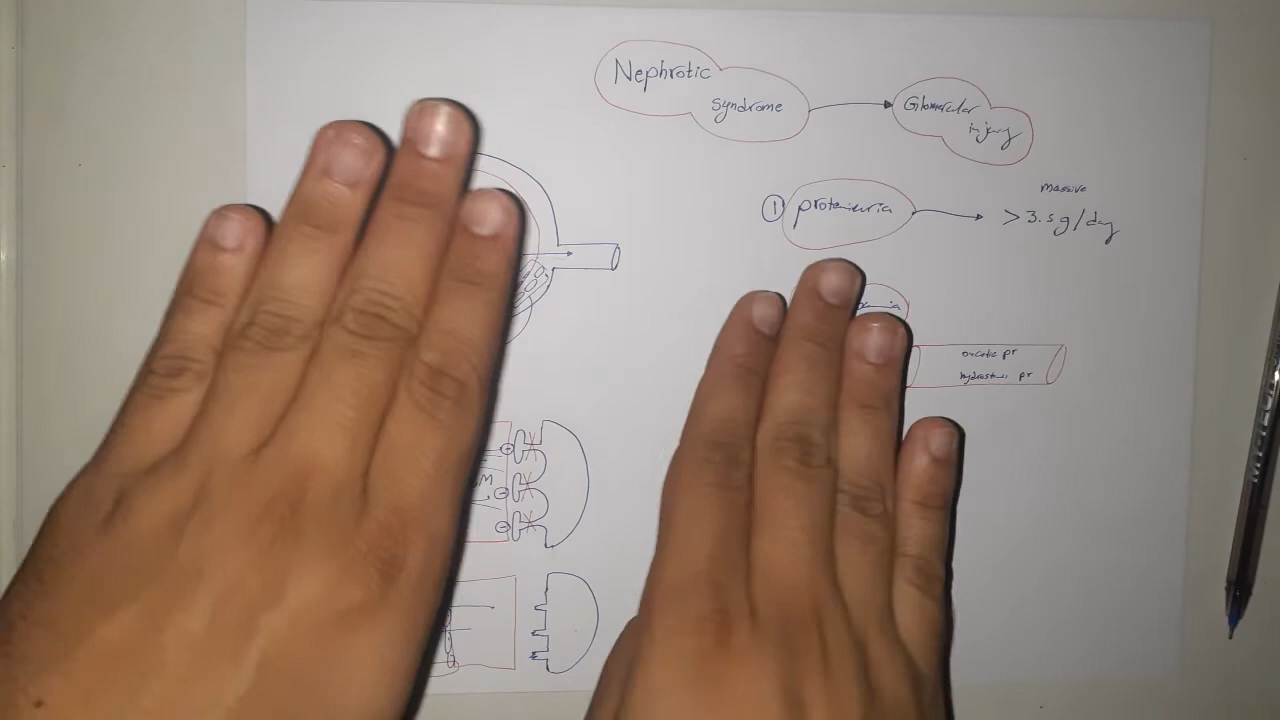 Nephrotic
syndrome
Glomerular
injury
① proteinuria
Massive
> 3.5 g/day
oncotic pr
hydrostatic pr